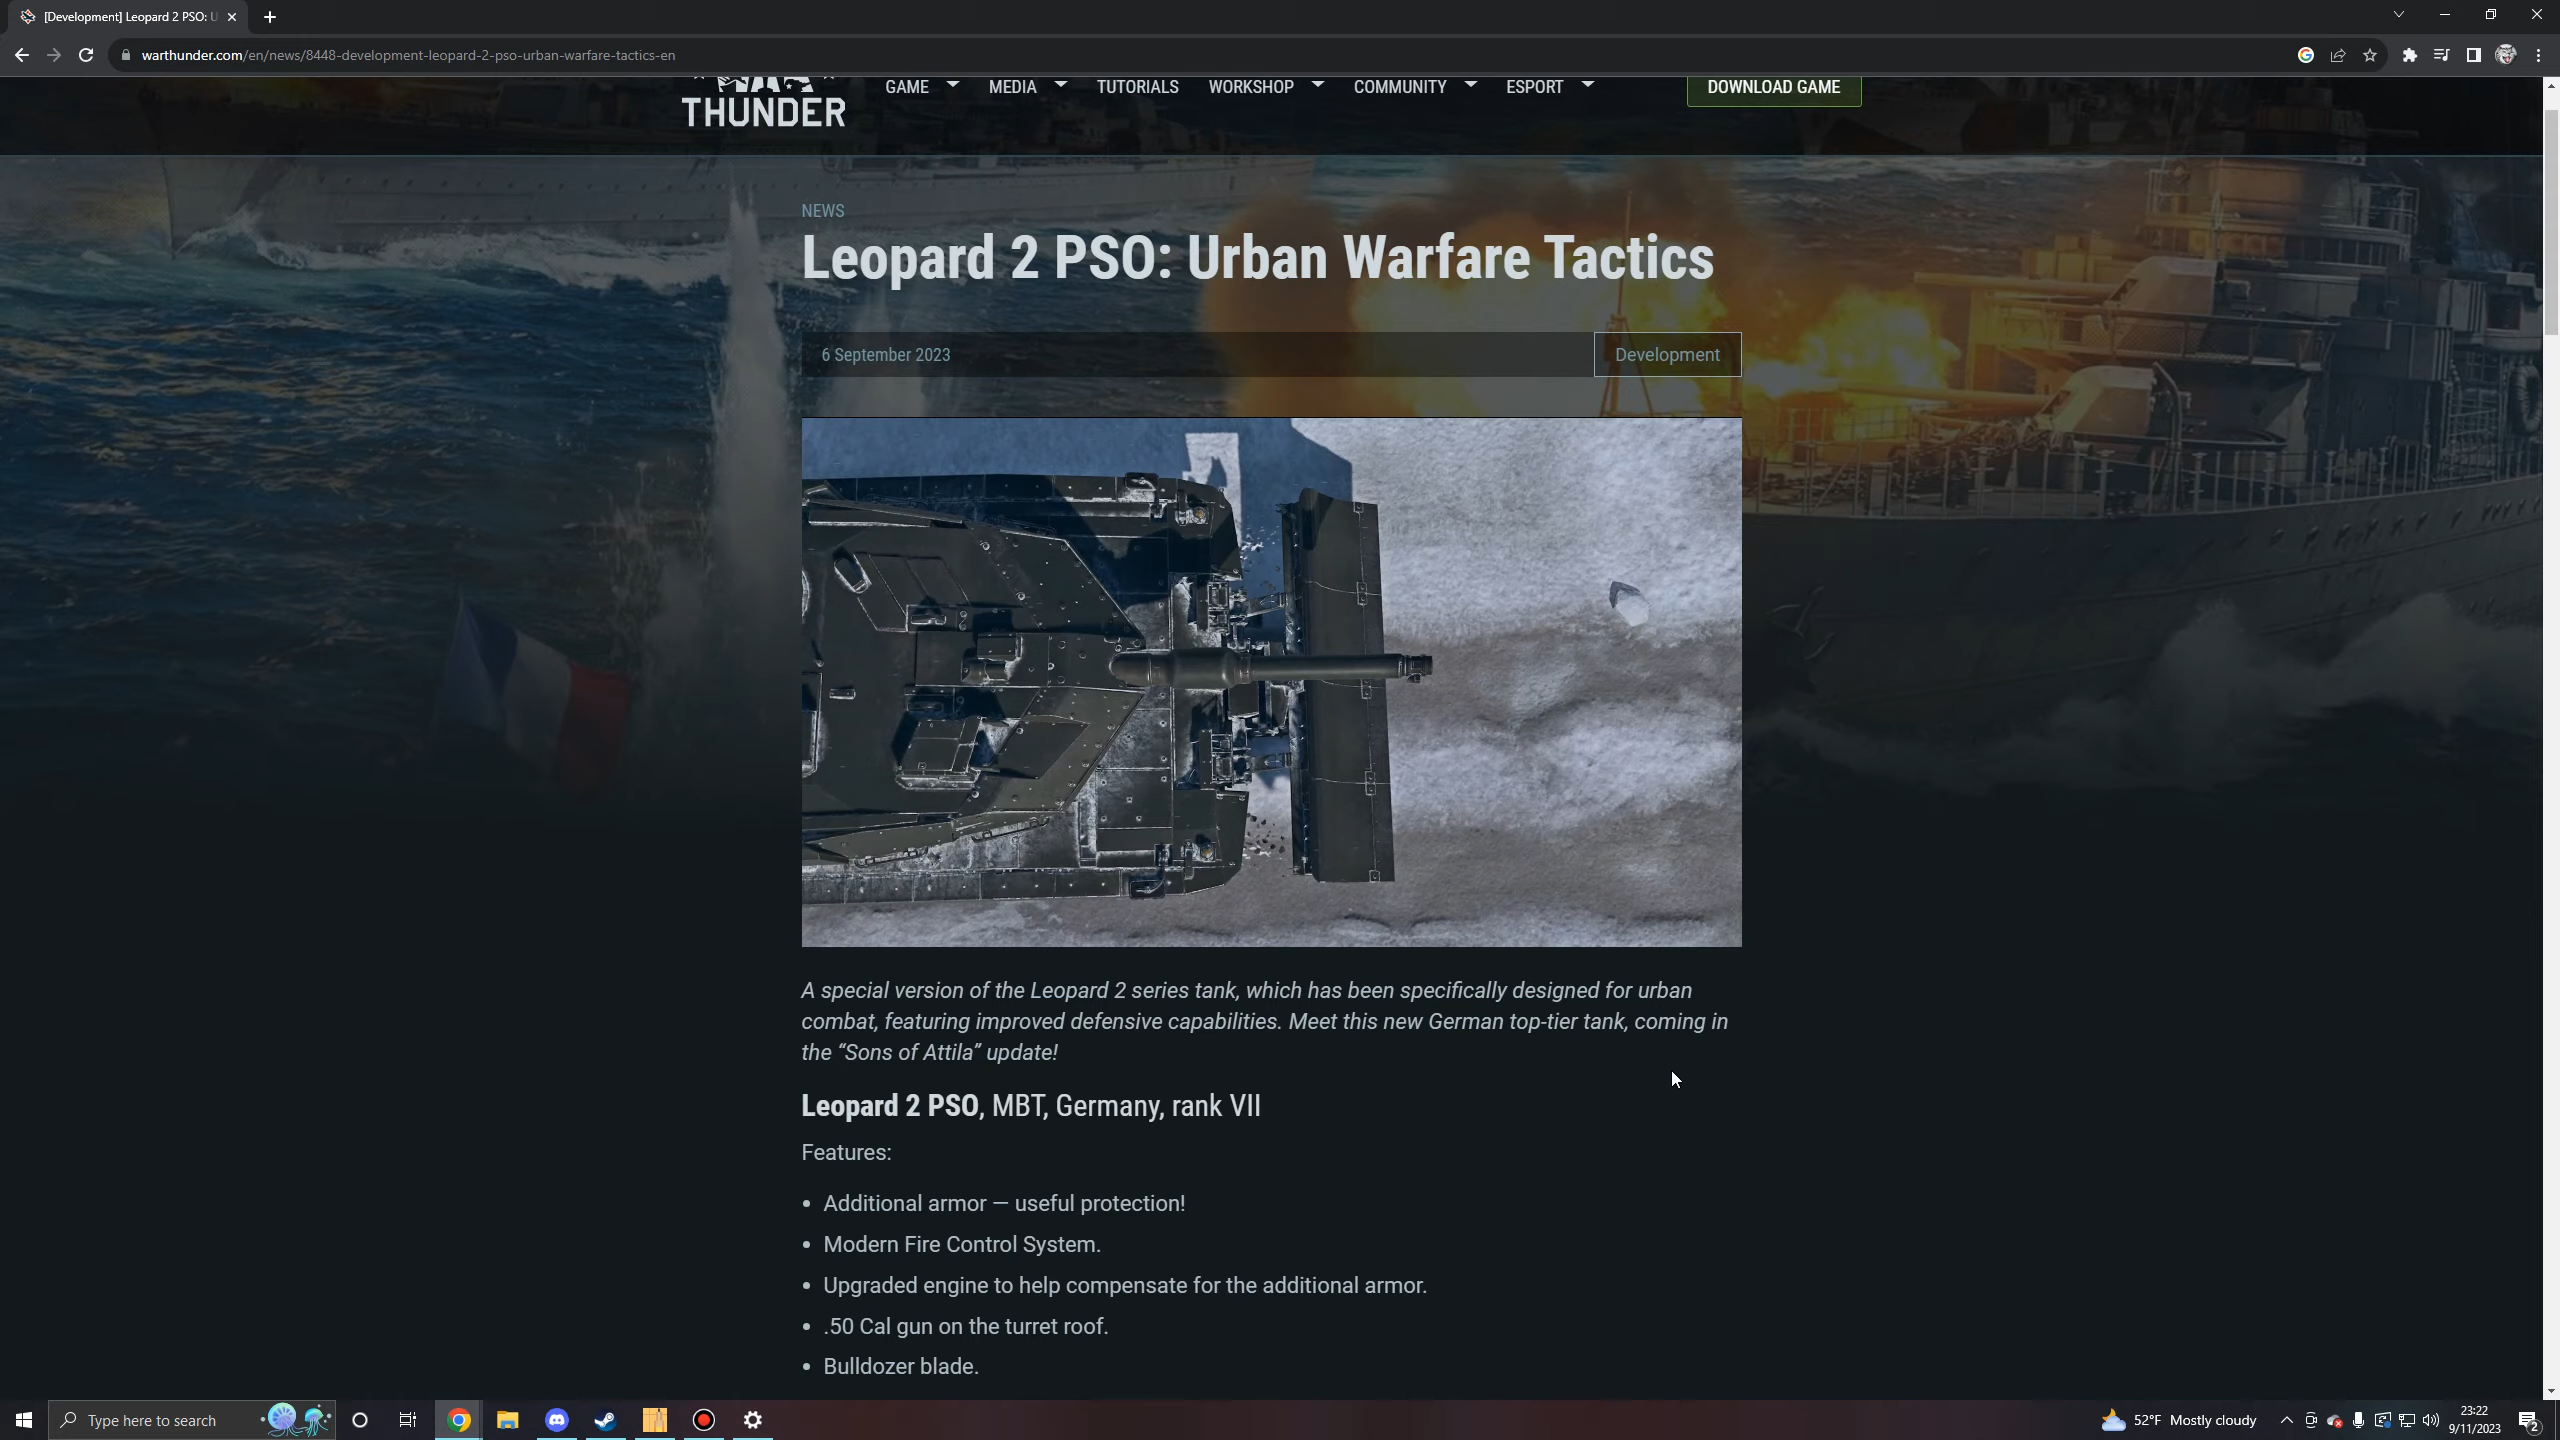 [Development] Leopard 2 PSO: U
warthunder.com/en/news/8448-development-leopard-2-pso-urban-warfare-tactics-en
THUNDER
GAME
MEDIA
TUTORIALS
WORKSHOP
COMMUNITY
ESPORT
DOWNLOAD GAME
NEWS
Leopard 2 PSO: Urban Warfare Tactics
6 September 2023
Development
A special version of the Leopard 2 series tank, which has been specifically designed for urban
combat, featuring improved defensive capabilities. Meet this new German top-tier tank, coming in
the “Sons of Attila” update!
Leopard 2 PSO, MBT, Germany, rank VII
Features:
• Additional armor — useful protection!
• Modern Fire Control System.
• Upgraded engine to help compensate for the additional armor.
• .50 Cal gun on the turret roof.
• Bulldozer blade.
Type here to search
52°F Mostly cloudy
23:22
9/11/2023
2